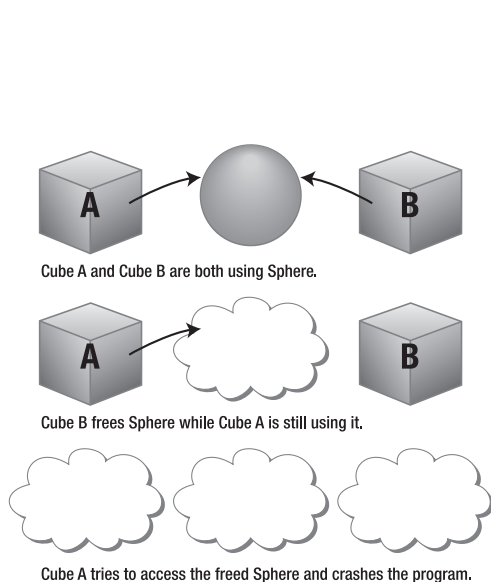 A
B
Cube A and Cube B are both using Sphere.
A
B
Cube B frees Sphere while Cube A is still using it.
Cube A tries to access the freed Sphere and crashes the program.